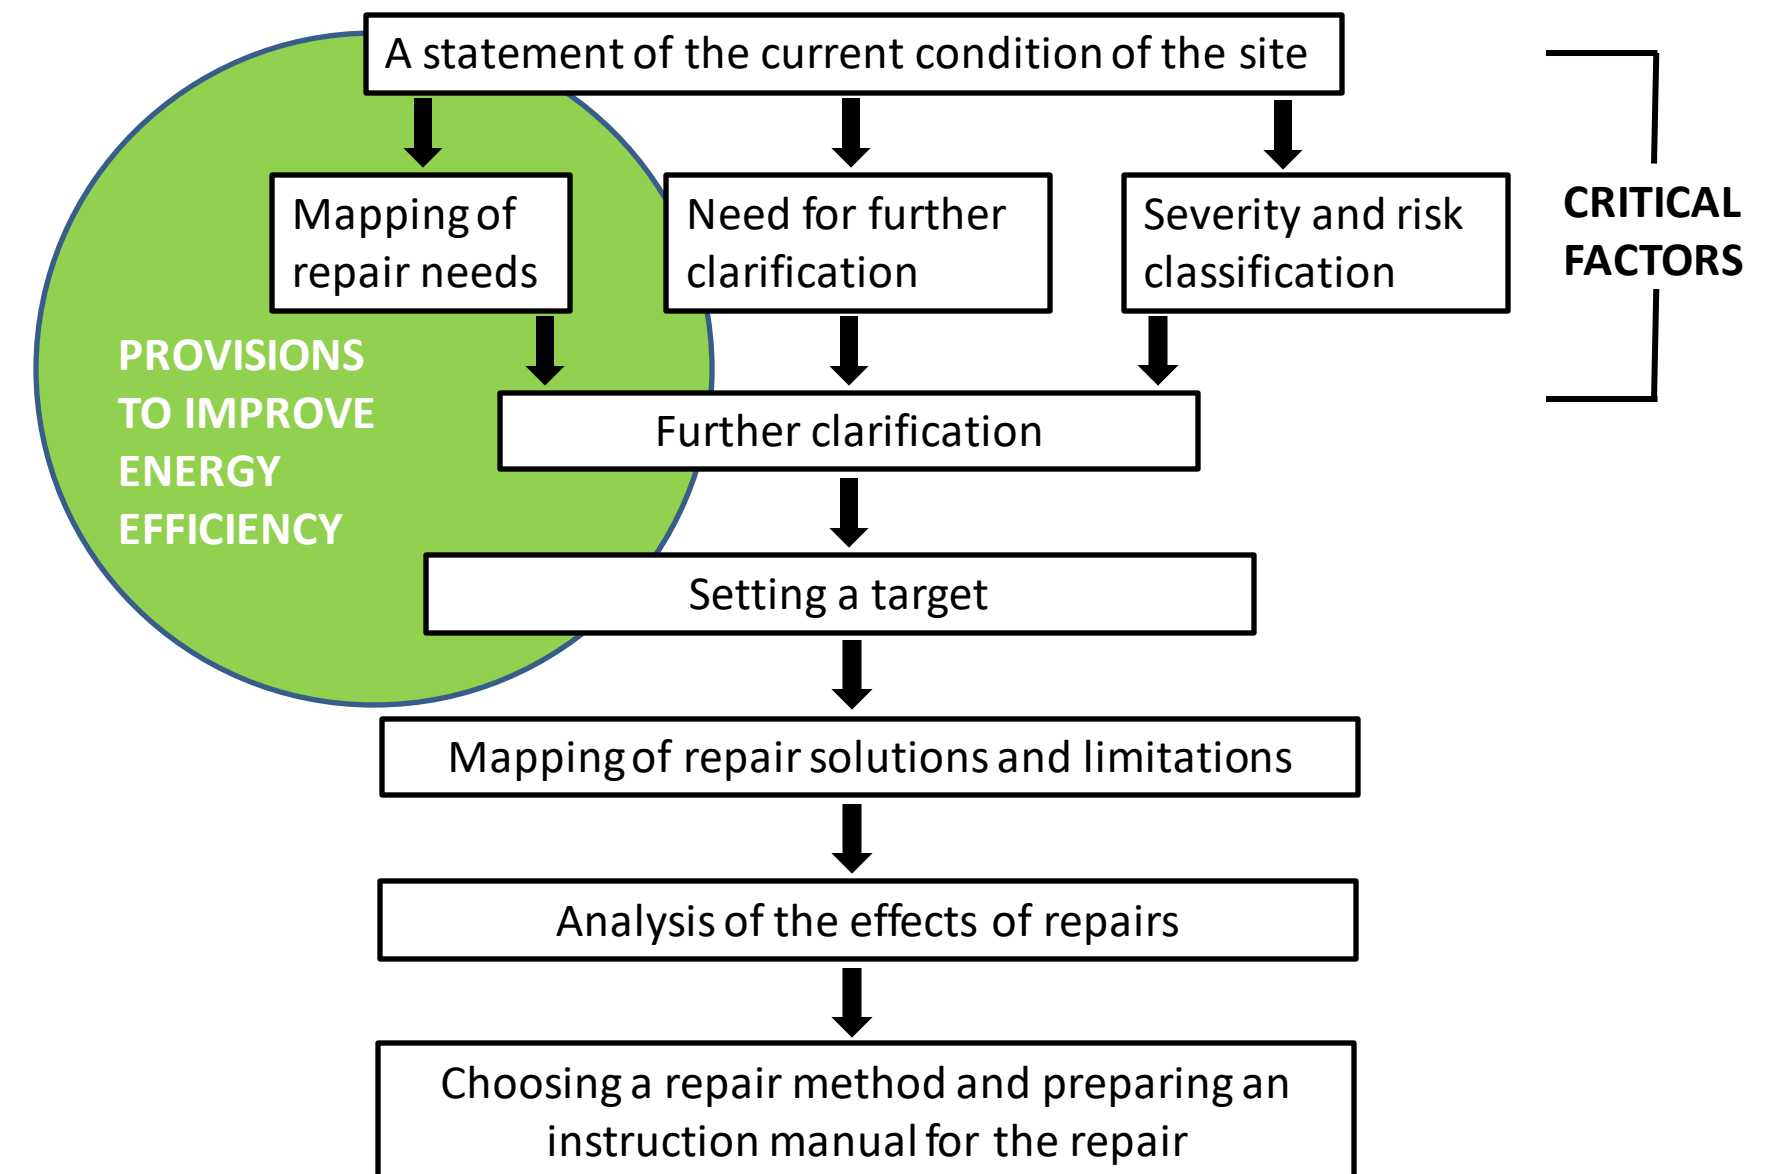 A statement of the current condition of the site
Mapping of
repair needs
Need for further
clarification
Severity and risk
classification
CRITICAL
FACTORS
PROVISIONS
TO IMPROVE
ENERGY
EFFICIENCY
Further clarification
Setting a target
Mapping of repair solutions and limitations
Analysis of the effects of repairs
Choosing a repair method and preparing an
instruction manual for the repair